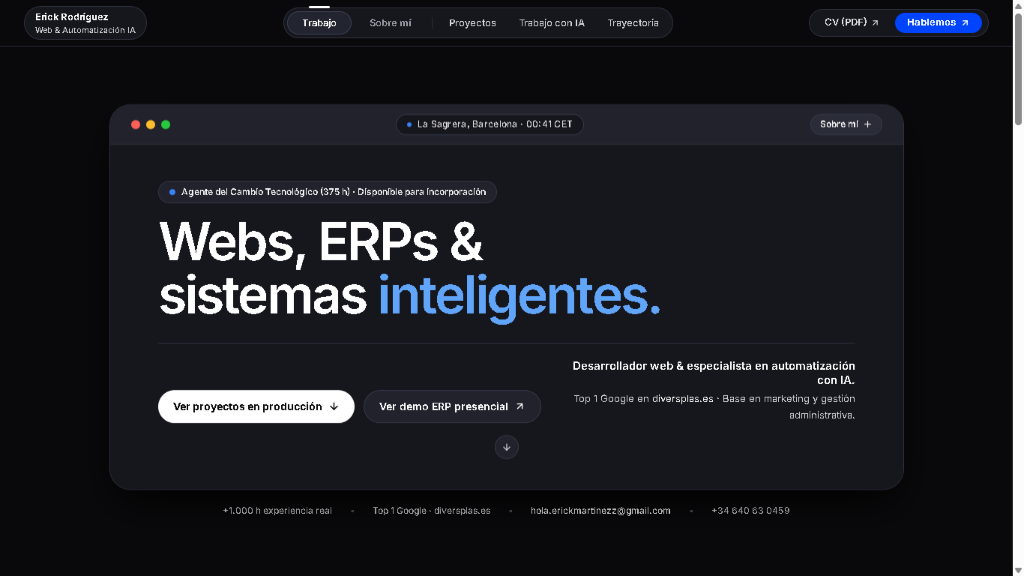 Erick Rodríguez
Web & Automatización IA
Trabajo
Sobre mí
Proyectos
Trabajo con IA
Trayectoria
CV (PDF) ↗
Hablemos ↗
La Sagrera, Barcelona · 00:41 CET
Sobre mí +
Agente del Cambio Tecnológico (375 h) · Disponible para incorporación
Webs, ERPs &
sistemas inteligentes.
Desarrollador web & especialista en automatización
con IA.
Top 1 Google en diversplas.es · Base en marketing y gestión
administrativa.
Ver proyectos en producción ↓
Ver demo ERP presencial ↗
↓
+1.000 h experiencia real
Top 1 Google · diversplas.es
hola.erickmartinezz@gmail.com
+34 640 63 0459